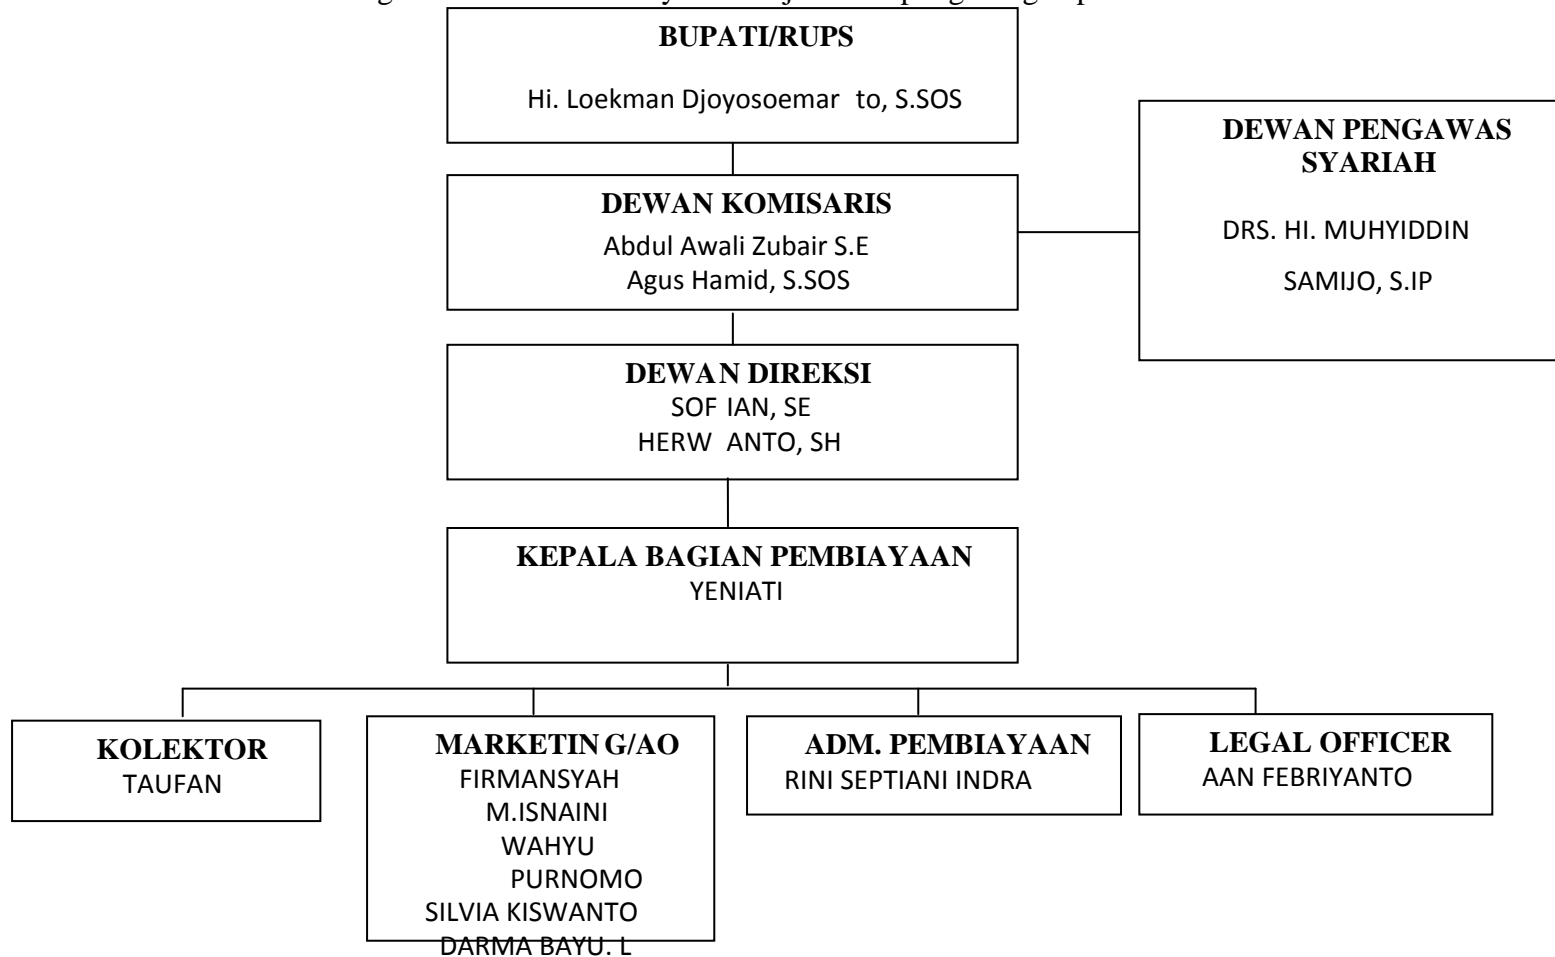 BUPATI/RUPS
Hi. Loekman Djoyosoemar to, S.SOS
DEWAN PENGAWAS
SYARIAH
DRS. HI. MUHYIDDIN
SAMIJO, S.IP
DEWAN KOMISARIS
Abdul Awali Zubair S.E
Agus Hamid, S.SOS
DEWAN DIREKSI
SOF IAN, SE
HERW ANTO, SH
KEPALA BAGIAN PEMBIAYAAN
YENIATI
KOLEKTOR
TAUFAN
MARKETIN G/AO
FIRMANSYAH
M.ISNAINI
WAHYU
PURNOMO
SILVIA KISWANTO
DARMA BAYU. L
ADM. PEMBIAYAAN
RINI SEPTIANI INDRA
LEGAL OFFICER
AAN FEBRIYANTO